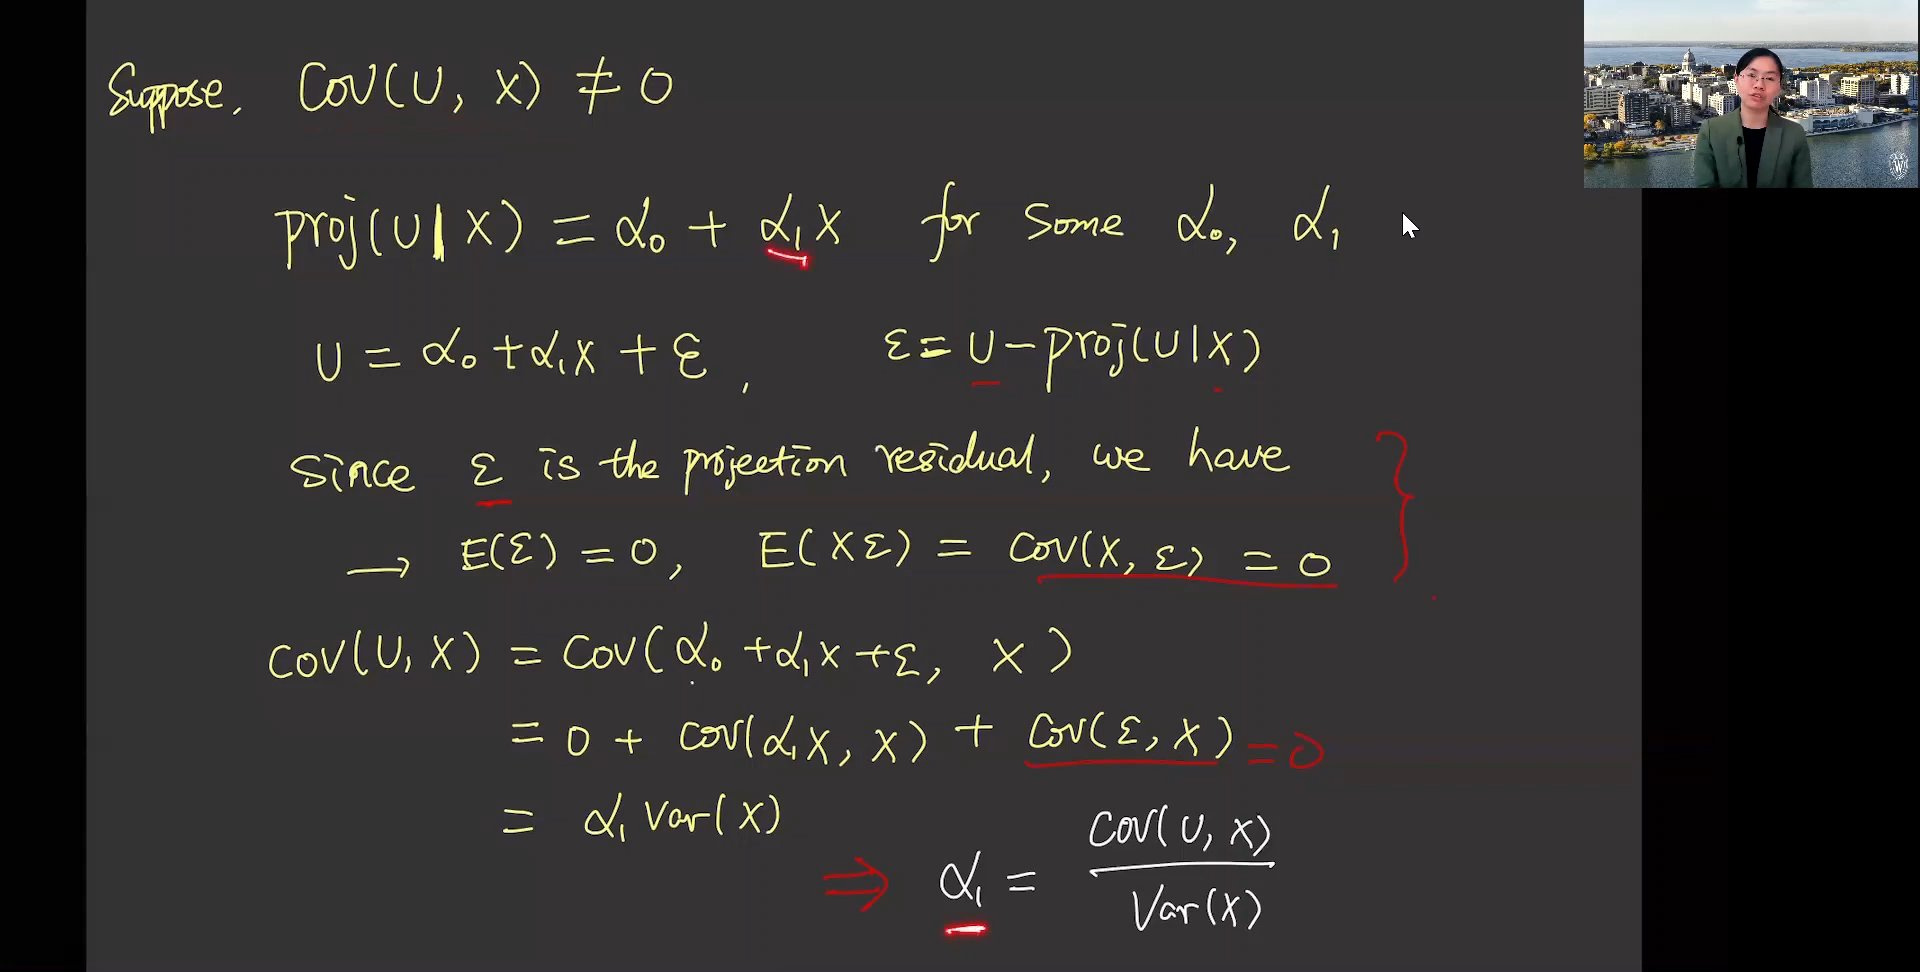 Suppose, Cov(U, X) ≠ 0
proj(U|X) = α₀ + α₁X for some α₀, α₁
U = α₀ + α₁X + ε, ε = U - proj(U|X)
since ε is the projection residual, we have
→ E(ε) = 0, E(Xε) = Cov(X, ε) = 0
Cov(U, X) = Cov(α₀ + α₁X + ε, X)
= 0 + Cov(α₁X, X) + Cov(ε, X) = 0
= α₁ Var(X)
⇒ α₁ = Cov(U, X) / Var(X)
W